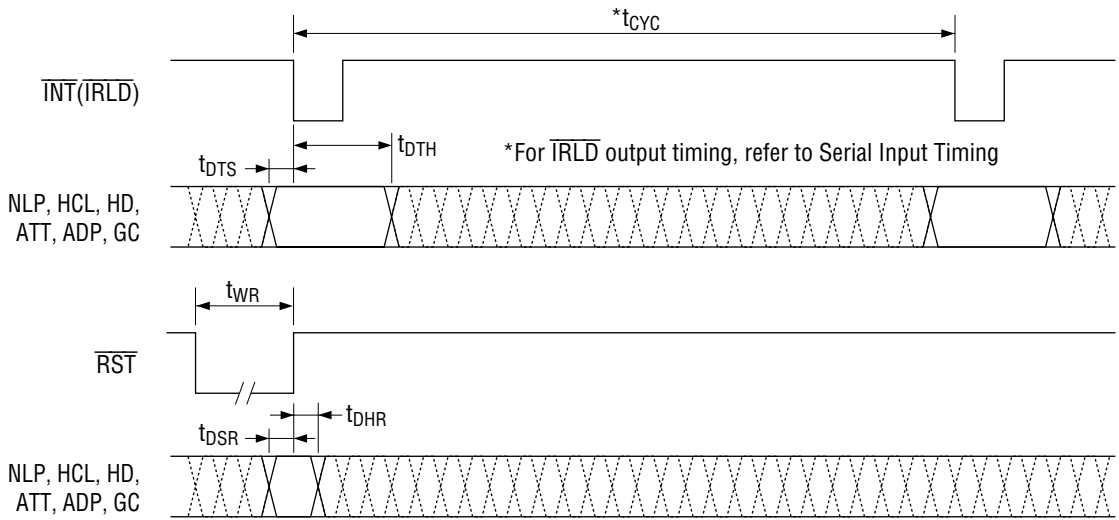 *tCYC
INT(IRLD)
tDTH
*For IRLD output timing, refer to Serial Input Timing
tDTS
NLP, HCL, HD,
ATT, ADP, GC
tWR
RST
tDHR
tDSR
NLP, HCL, HD,
ATT, ADP, GC